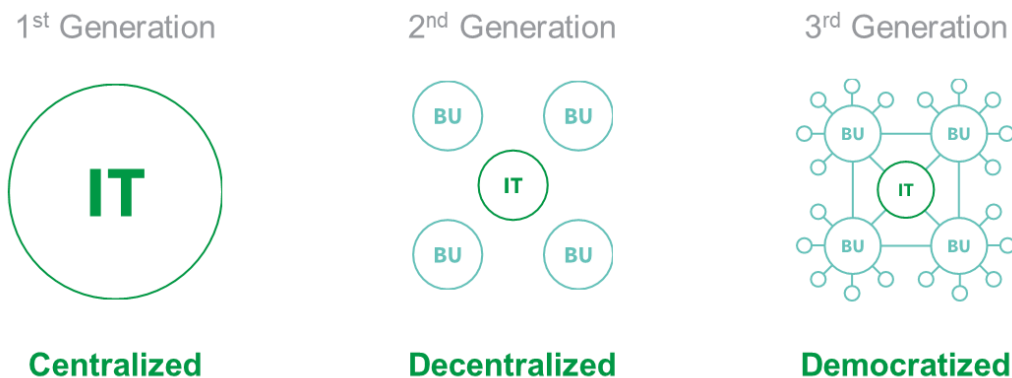 1st Generation
2nd Generation
3rd Generation
IT
BU
BU
IT
BU
BU
BU
BU
IT
BU
BU
Centralized
Decentralized
Democratized